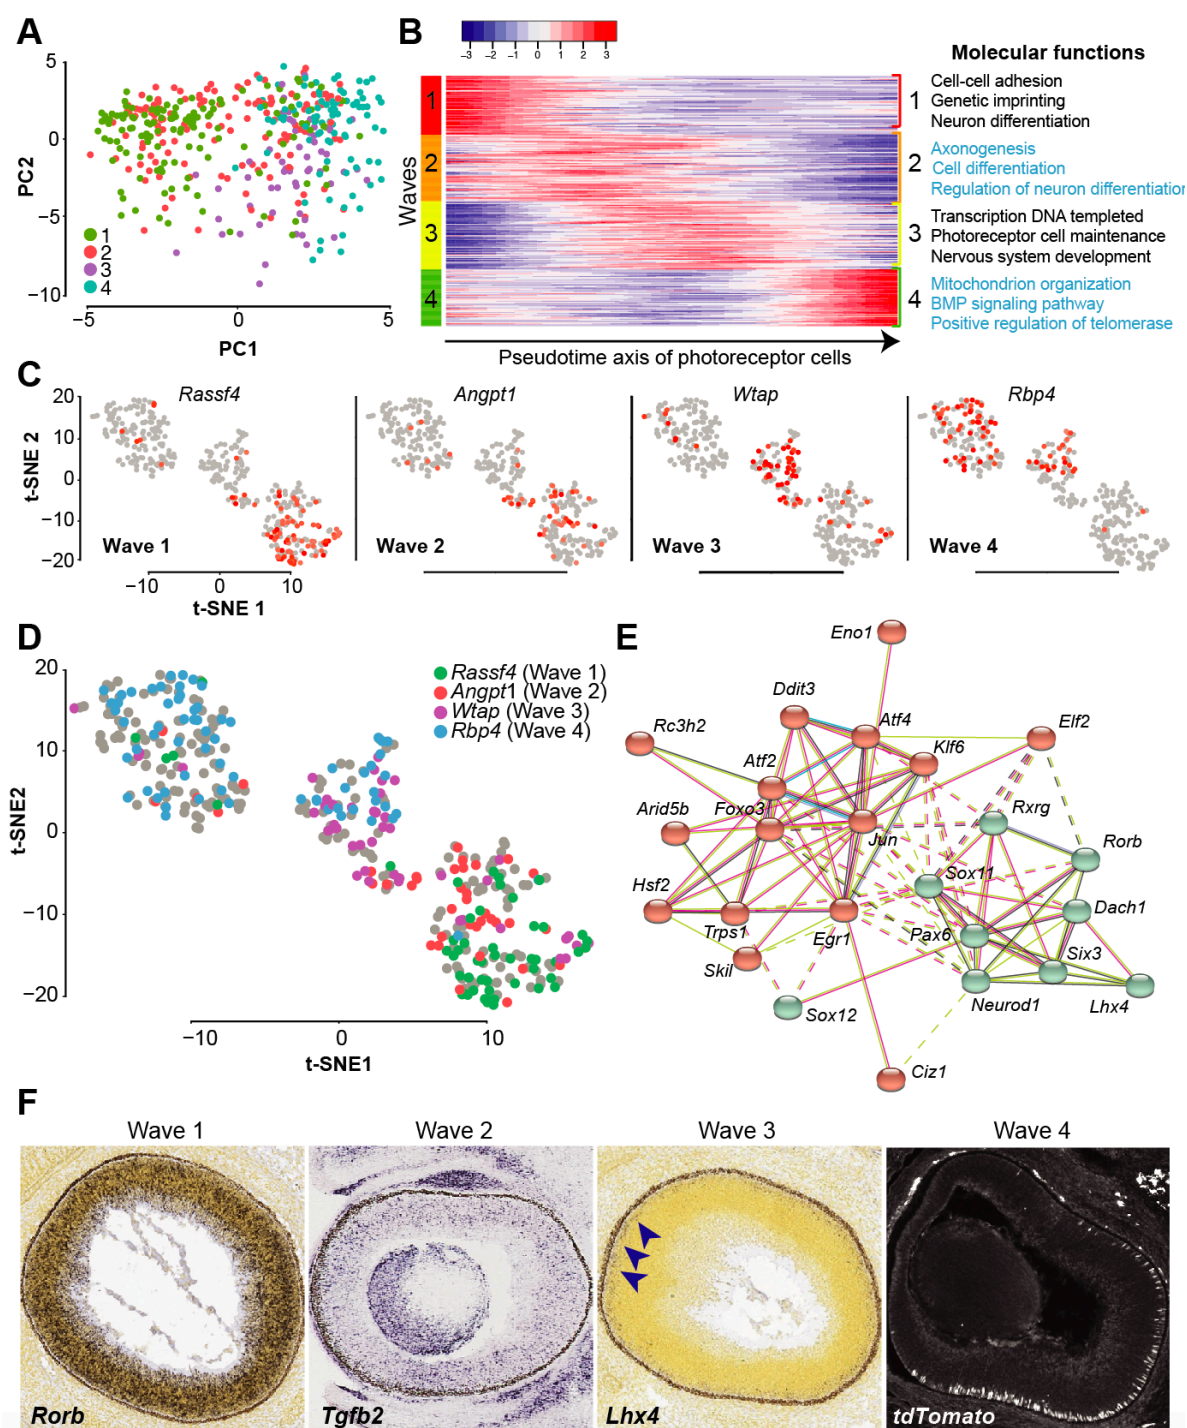 A
5
0
−5
−10
PC2
1
2
3
4
−5
0
5
PC1
B
−3 −2 −1 0 1 2 3
Waves
1
2
3
4
1
2
3
4
Pseudotime axis of photoreceptor cells
Molecular functions
Cell-cell adhesion
Genetic imprinting
Neuron differentiation
Axonogenesis
Cell differentiation
Regulation of neuron differentiation
Transcription DNA templeted
Photoreceptor cell maintenance
Nervous system development
Mitochondrion organization
BMP signaling pathway
Positive regulation of telomerase
C
20
10
0
−10
−20
t-SNE 2
Rassf4
Angpt1
Wtap
Rbp4
Wave 1
Wave 2
Wave 3
Wave 4
−10 0 10
t-SNE 1
D
20
10
0
−10
−20
t-SNE2
Rassf4 (Wave 1)
Angpt1 (Wave 2)
Wtap (Wave 3)
Rbp4 (Wave 4)
−10 0 10
t-SNE1
E
Eno1
Ddit3
Rc3h2
Atf4
Elf2
Klf6
Atf2
Arid5b
Foxo3
Rxrg
Jun
Rorb
Sox11
Hsf2
Dach1
Trps1
Egr1
Pax6
Six3
Skil
Neurod1
Lhx4
Sox12
Ciz1
F
Wave 1
Wave 2
Wave 3
Wave 4
Rorb
Tgfb2
Lhx4
tdTomato